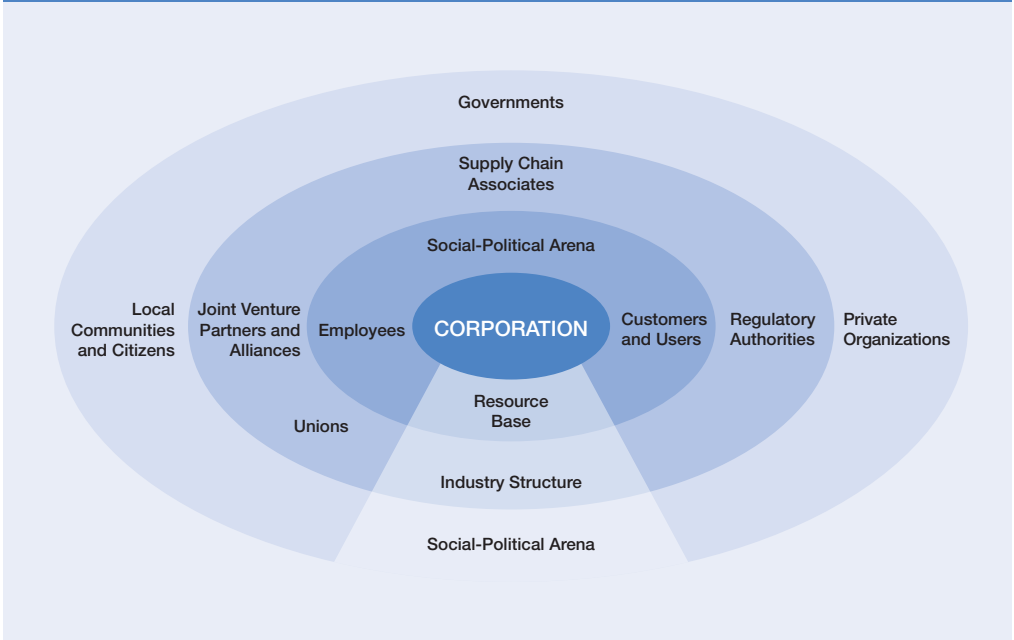 Governments
Supply Chain
Associates
Social-Political Arena
Local
Communities
and Citizens
Joint Venture
Partners and
Alliances
Employees
CORPORATION
Customers
and Users
Regulatory
Authorities
Private
Organizations
Resource
Base
Unions
Industry Structure
Social-Political Arena